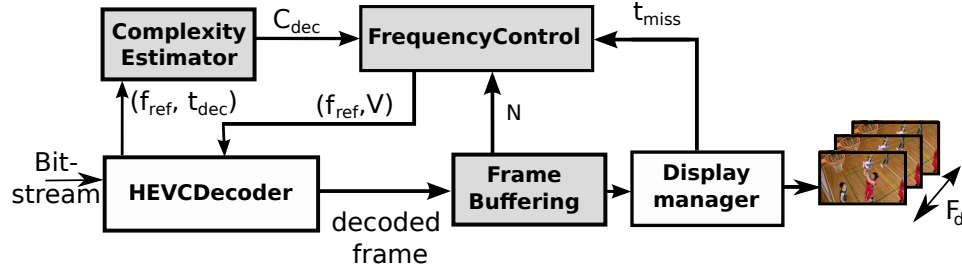 Complexity
Estimator
C_dec
FrequencyControl
t_miss
(f_ref, t_dec)
(f_ref,V)
N
Bit-
stream
HEVCDecoder
decoded
frame
Frame
Buffering
Display
manager
F_d